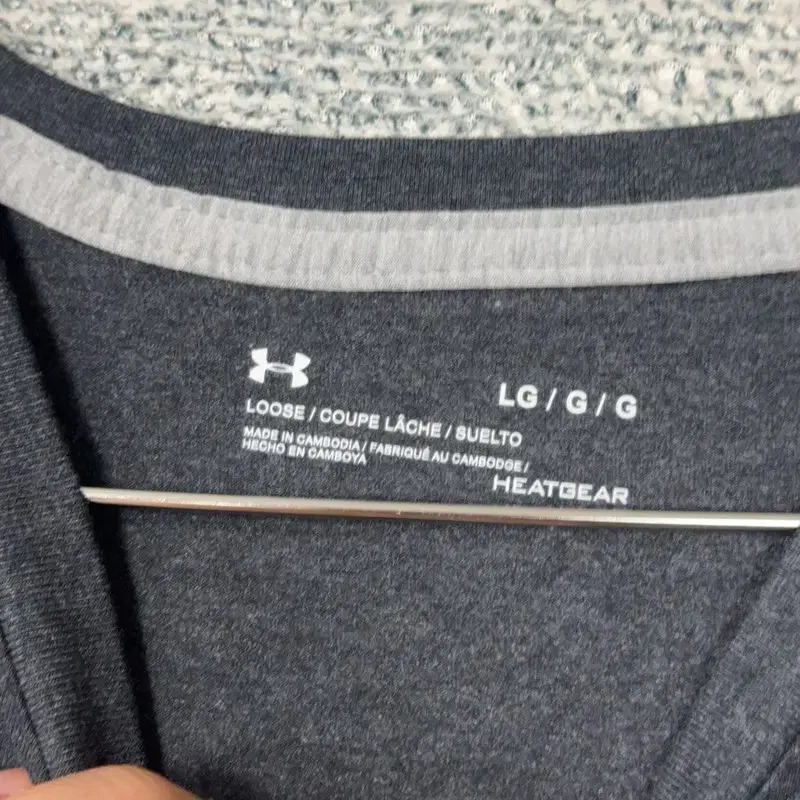 LG / G / G
LOOSE / COUPE LÂCHE / SUELTO
MADE IN CAMBODIA / FABRIQUÉ AU CAMBODGE /
HECHO EN CAMBOYA
HEATGEAR